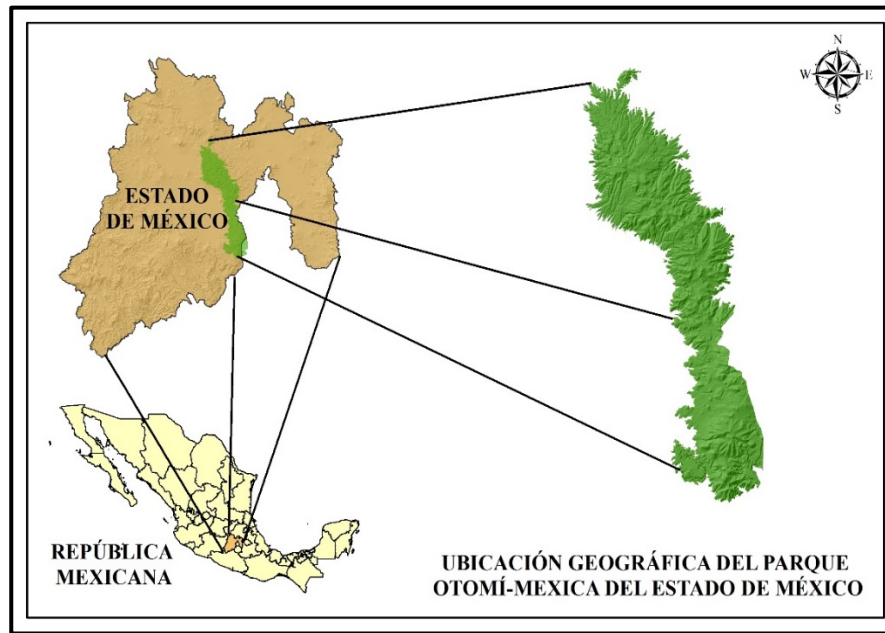 N
W
E
S
ESTADO
DE MÉXICO
REPÚBLICA
MEXICANA
UBICACIÓN GEOGRÁFICA DEL PARQUE
OTOMÍ-MEXICA DEL ESTADO DE MÉXICO